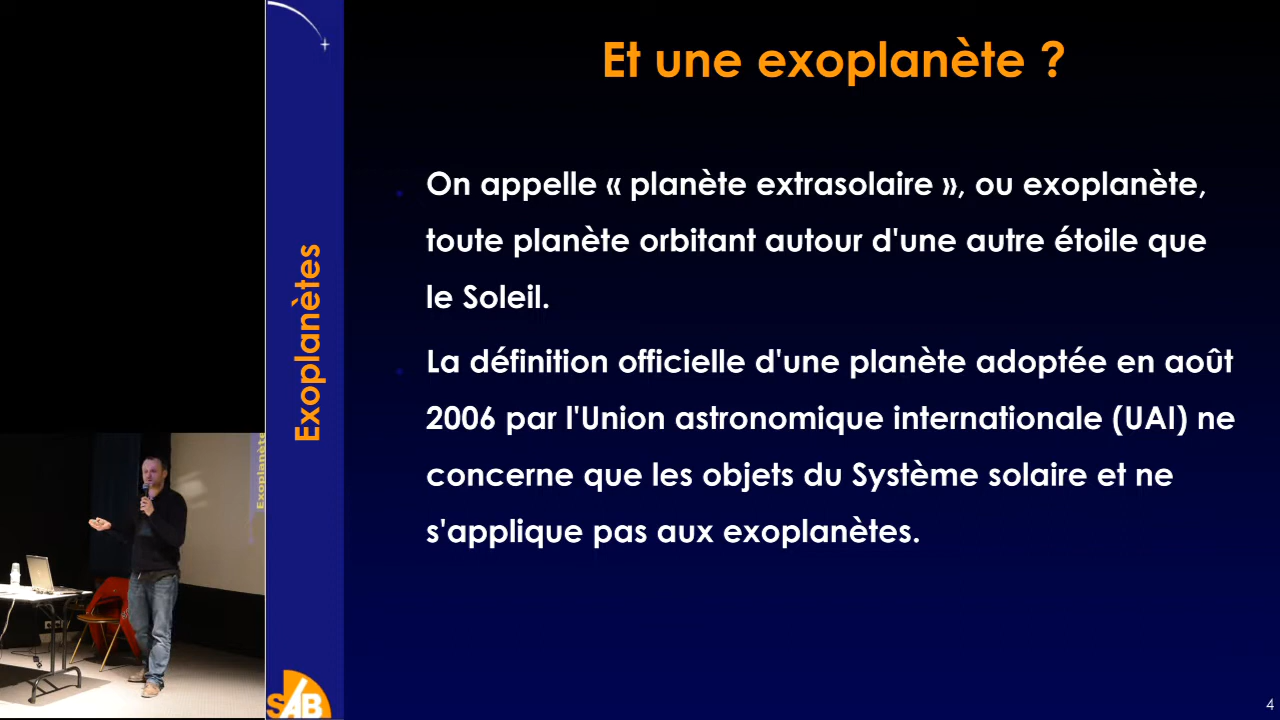 Et une exoplanète ?
On appelle « planète extrasolaire », ou exoplanète,
toute planète orbitant autour d'une autre étoile que
le Soleil.
La définition officielle d'une planète adoptée en août
2006 par l'Union astronomique internationale (UAI) ne
concerne que les objets du Système solaire et ne
s'applique pas aux exoplanètes.
Exoplanètes
Exoplanète
SAB
4